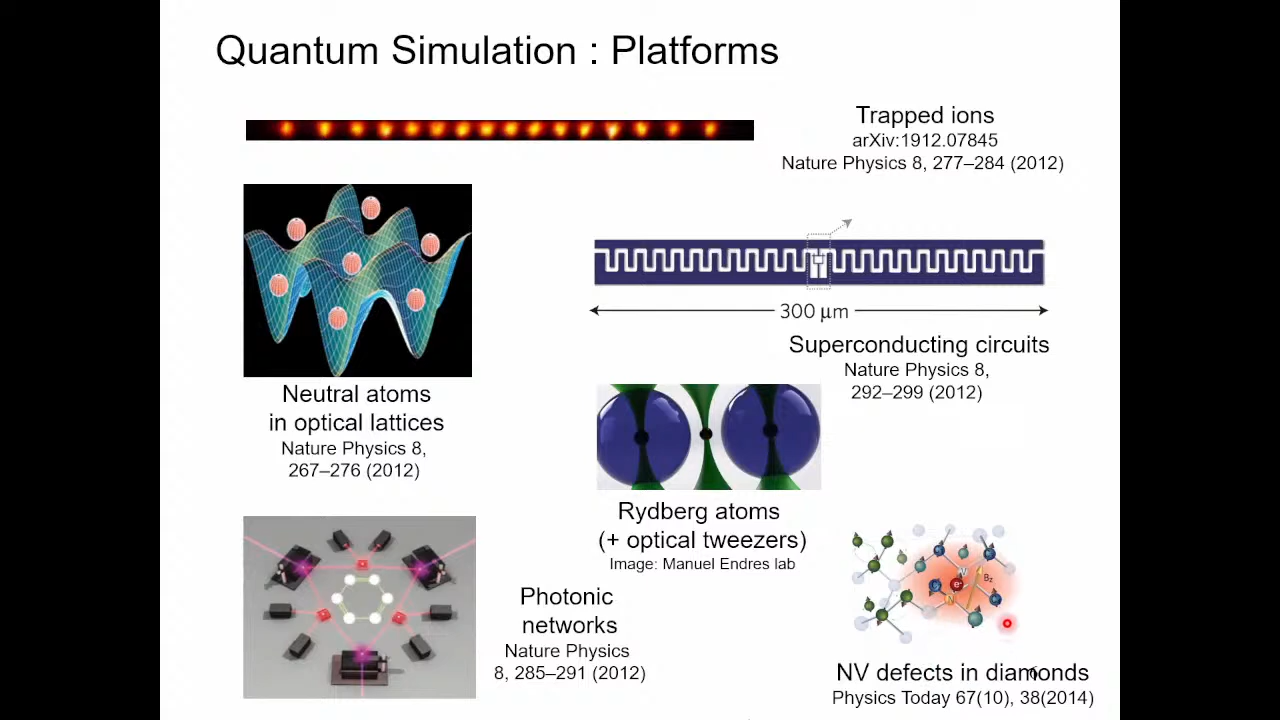 Quantum Simulation : Platforms
Trapped ions
arXiv:1912.07845
Nature Physics 8, 277–284 (2012)
300 μm
Superconducting circuits
Nature Physics 8,
292–299 (2012)
Neutral atoms
in optical lattices
Nature Physics 8,
267–276 (2012)
Rydberg atoms
(+ optical tweezers)
Image: Manuel Endres lab
Photonic
networks
Nature Physics
8, 285–291 (2012)
Bz
e-
NV defects in diamonds
Physics Today 67(10), 38(2014)